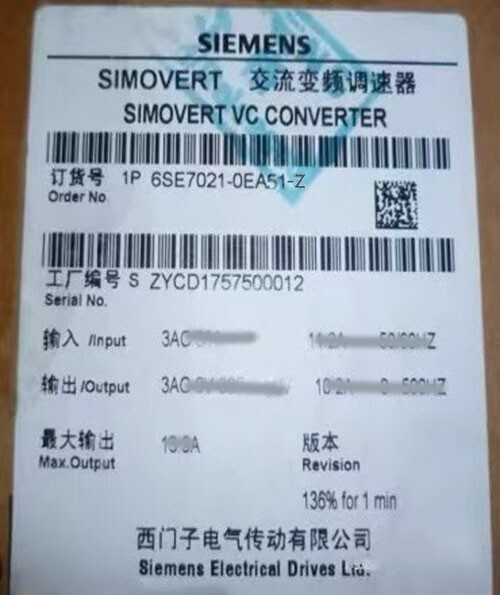 SIEMENS
SIMOVERT 交流变频调速器
SIMOVERT VC CONVERTER
订货号 1P 6SE7021-0EA51-Z
Order No
工厂编号 S ZYCD1757500012
Serial No.
输入 /Input 3AC
输出 /Output 3AC
最大输出 版本
Max.Output Revision
136% for 1 min
西门子电气传动有限公司
Siemens Electrical Drives Ltd.